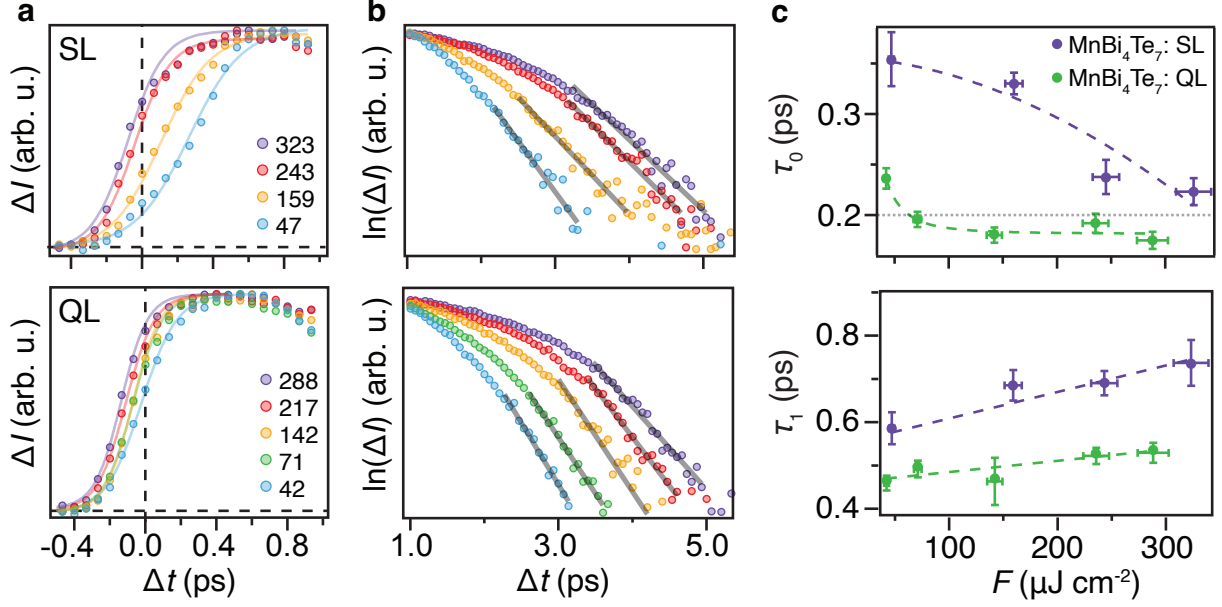 a
SL
ΔI (arb. u.)
323
243
159
47
QL
ΔI (arb. u.)
288
217
142
71
42
-0.4 0.0 0.4 0.8
Δt (ps)
b
ln(ΔI) (arb. u.)
ln(ΔI) (arb. u.)
1.0 3.0 5.0
Δt (ps)
c
MnBi₄Te₇: SL
MnBi₄Te₇: QL
τ₀ (ps)
0.3
0.2
τ₁ (ps)
0.8
0.6
0.4
100 200 300
F (μJ cm⁻²)